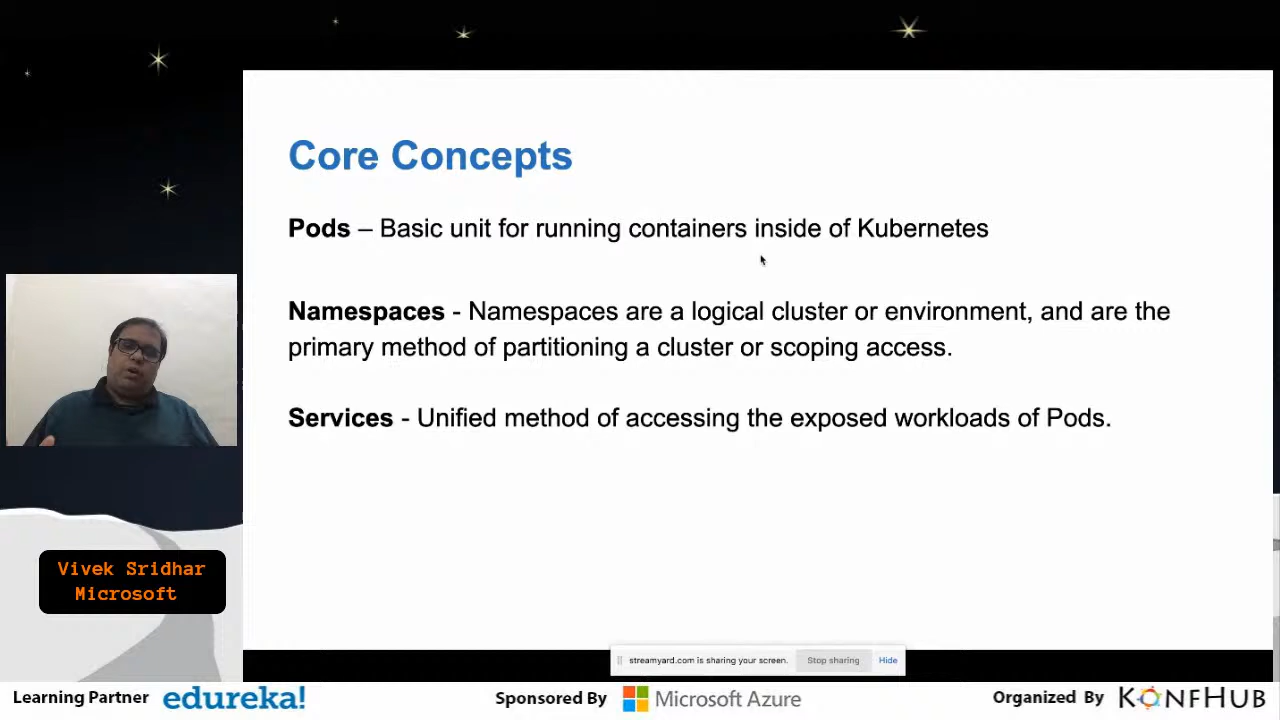 Core Concepts
Pods – Basic unit for running containers inside of Kubernetes
Namespaces - Namespaces are a logical cluster or environment, and are the
primary method of partitioning a cluster or scoping access.
Services - Unified method of accessing the exposed workloads of Pods.
Vivek Sridhar
Microsoft
streamyard.com is sharing your screen. Stop sharing Hide
Learning Partner edureka! Sponsored By Microsoft Azure Organized By KONFHUB